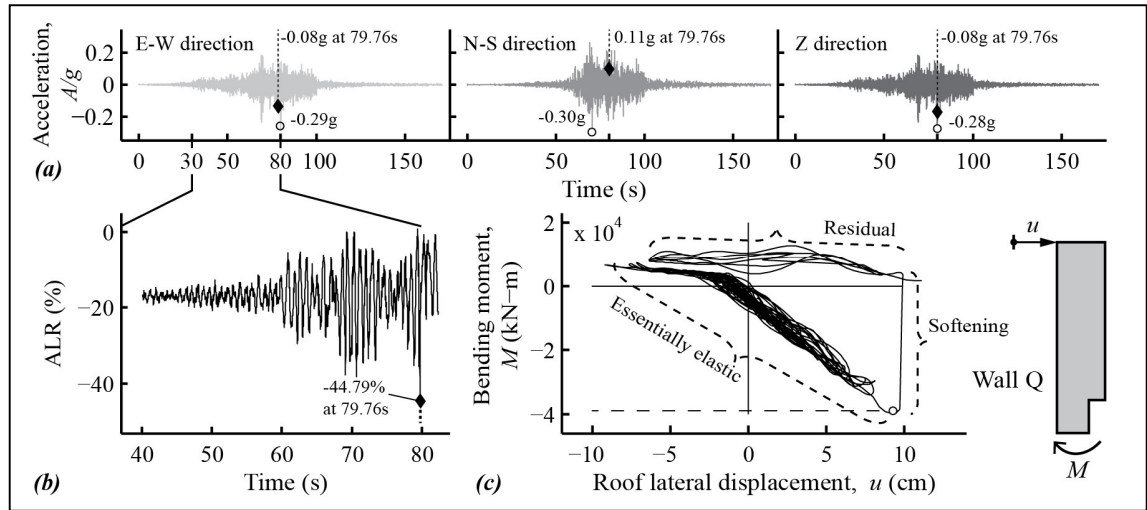 Acceleration,
A/g
0.2
0
−0.2
E-W direction
-0.08g at 79.76s
-0.29g
N-S direction
0.11g at 79.76s
-0.30g
Z direction
-0.08g at 79.76s
-0.28g
0 30 50 80 100 150
0 50 100 150
0 50 100 150
(a)
Time (s)
ALR (%)
0
−20
−40
-44.79%
at 79.76s
40 50 60 70 80
(b)
Time (s)
Bending moment,
M (kN−m)
2
0
−2
−4
x 10⁴
Residual
Essentially elastic
Softening
−10 −5 0 5 10
(c)
Roof lateral displacement, u (cm)
u
Wall Q
M